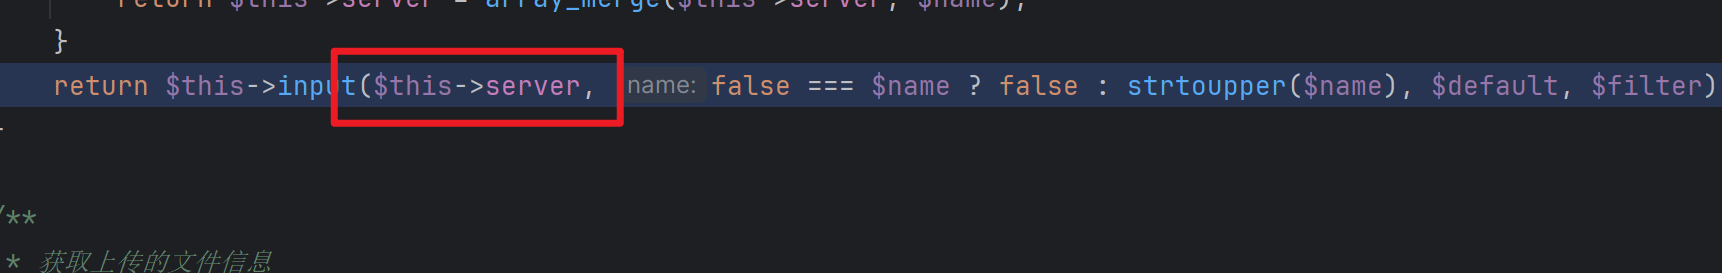 return $this->server = array_merge($this->server, $name);
}
return $this->input($this->server, name: false === $name ? false : strtoupper($name), $default, $filter)
/**
* 获取上传的文件信息